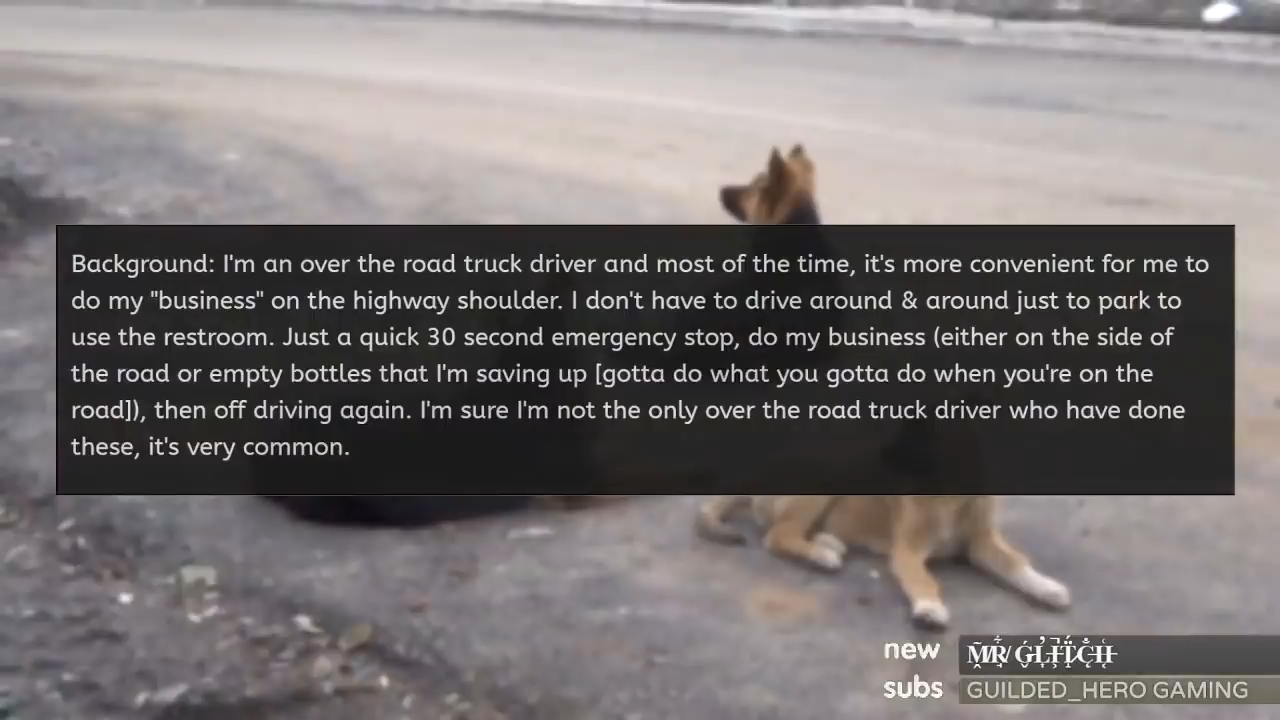 Background: I'm an over the road truck driver and most of the time, it's more convenient for me to
do my "business" on the highway shoulder. I don't have to drive around & around just to park to
use the restroom. Just a quick 30 second emergency stop, do my business (either on the side of
the road or empty bottles that I'm saving up [gotta do what you gotta do when you're on the
road]), then off driving again. I'm sure I'm not the only over the road truck driver who have done
these, it's very common.
new MR GLITCH
subs GUILDED_HERO GAMING